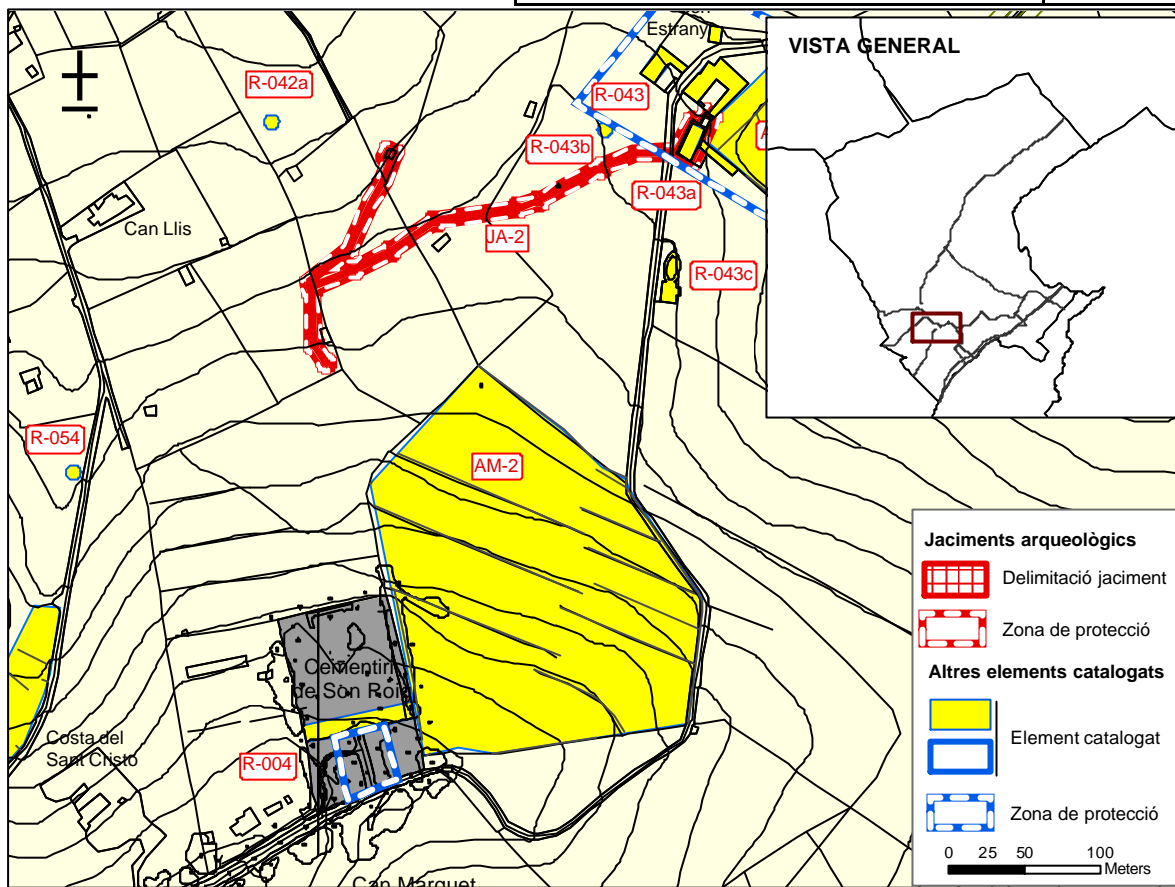 Estrany
VISTA GENERAL
R-042a
R-043
R-043b
R-043a
Can Llis
JA-2
R-043c
R-054
AM-2
Jaciments arqueològics
Delimitació jaciment
Zona de protecció
Altres elements catalogats
Element catalogat
Zona de protecció
Cementiri
de Son Roig
Costa del
Sant Cristo
R-004
0 25 50 100
Meters
Can Marquet